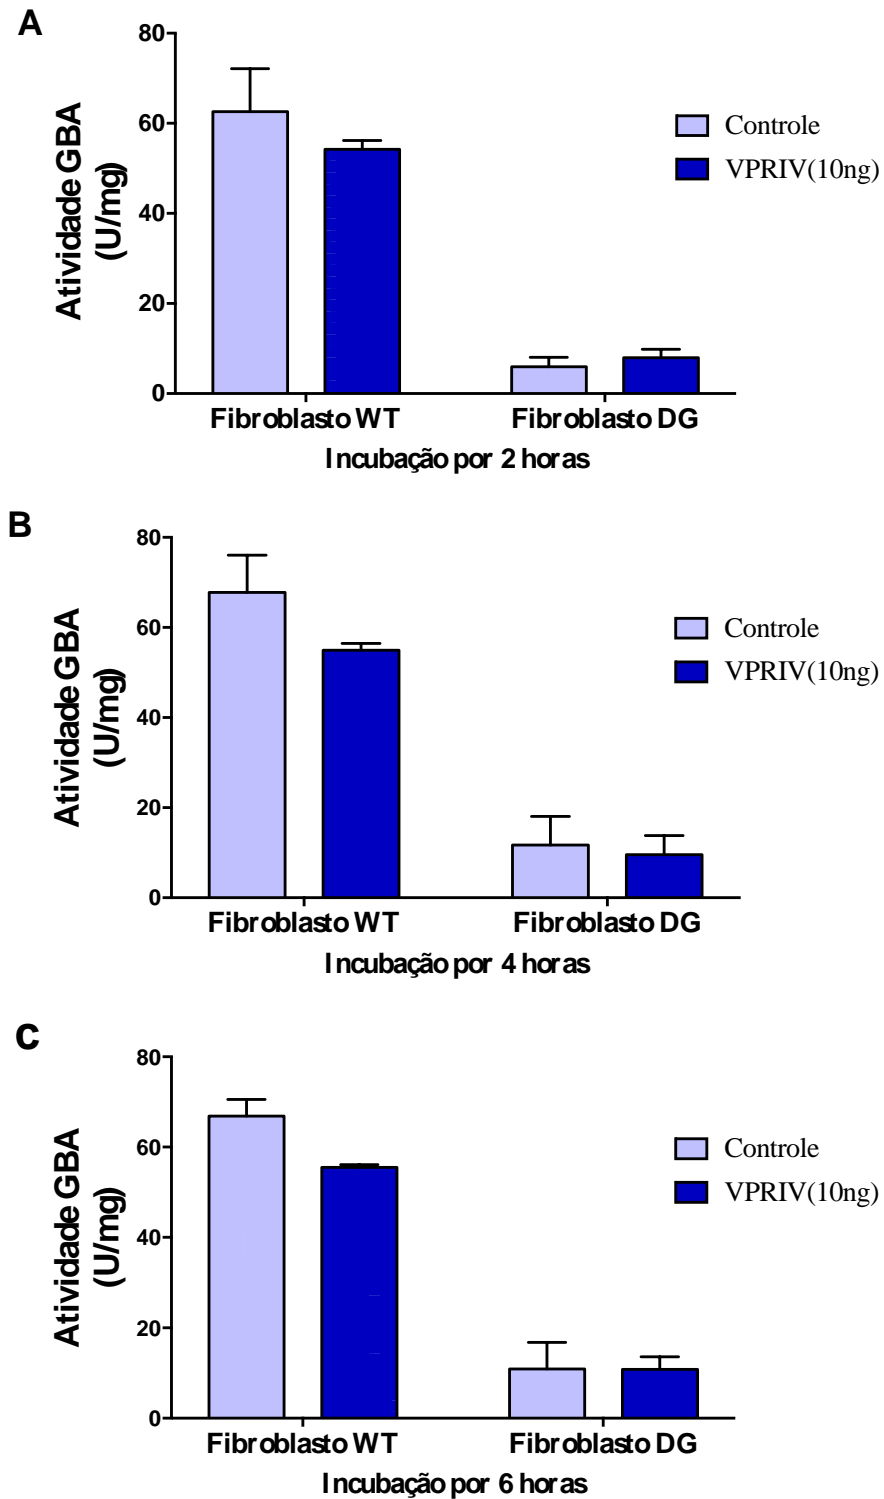 A
80
60
40
20
0
Atividade GBA
(U/mg)
Controle
VPRIV(10ng)
Fibroblasto WT
Fibroblasto DG
Incubação por 2 horas
B
80
60
40
20
0
Atividade GBA
(U/mg)
Controle
VPRIV(10ng)
Fibroblasto WT
Fibroblasto DG
Incubação por 4 horas
c
80
60
40
20
0
Atividade GBA
(U/mg)
Controle
VPRIV(10ng)
Fibroblasto WT
Fibroblasto DG
Incubação por 6 horas